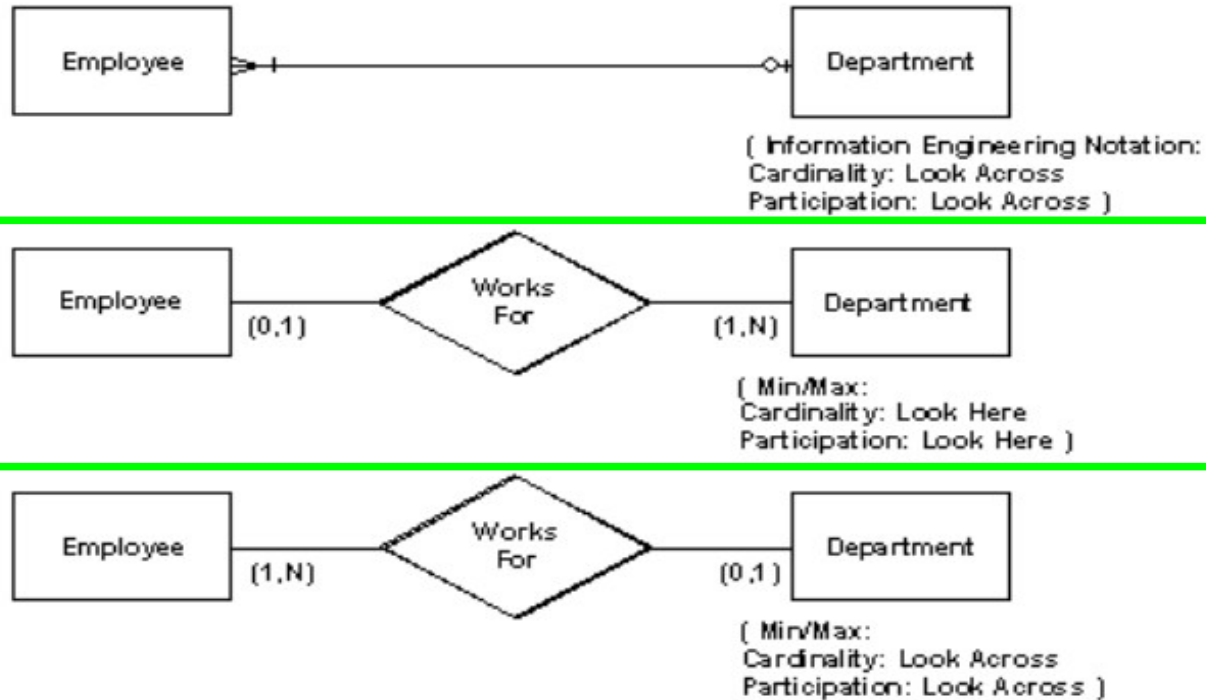 Employee
Department
( Information Engineering Notation:
Cardinality: Look Across
Participation: Look Across )
Employee
(0,1)
Works
For
(1,N)
Department
( Min/Max:
Cardinality: Look Here
Participation: Look Here )
Employee
(1,N)
Works
For
(0,1)
Department
( Min/Max:
Cardinality: Look Across
Participation: Look Across )